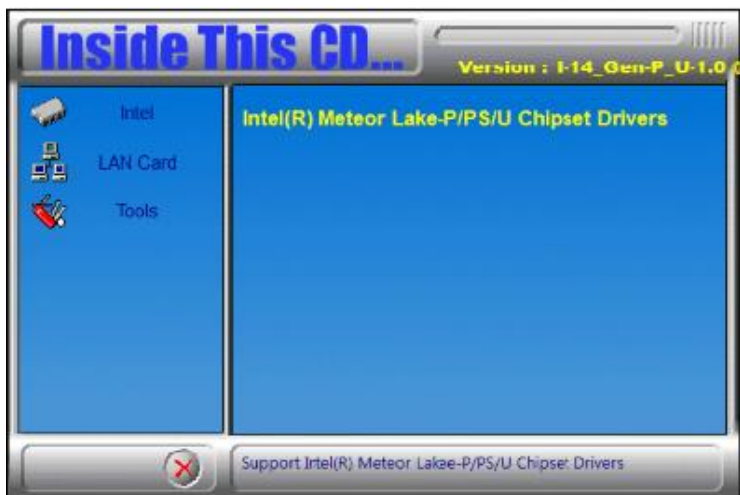 Inside This CD...
Version : I-14_Gen-P_U-1.0
Intel
LAN Card
Tools
Intel(R) Meteor Lake-P/PS/U Chipset Drivers
Support Intel(R) Meteor Lakee-P/PS/U Chipset Drivers